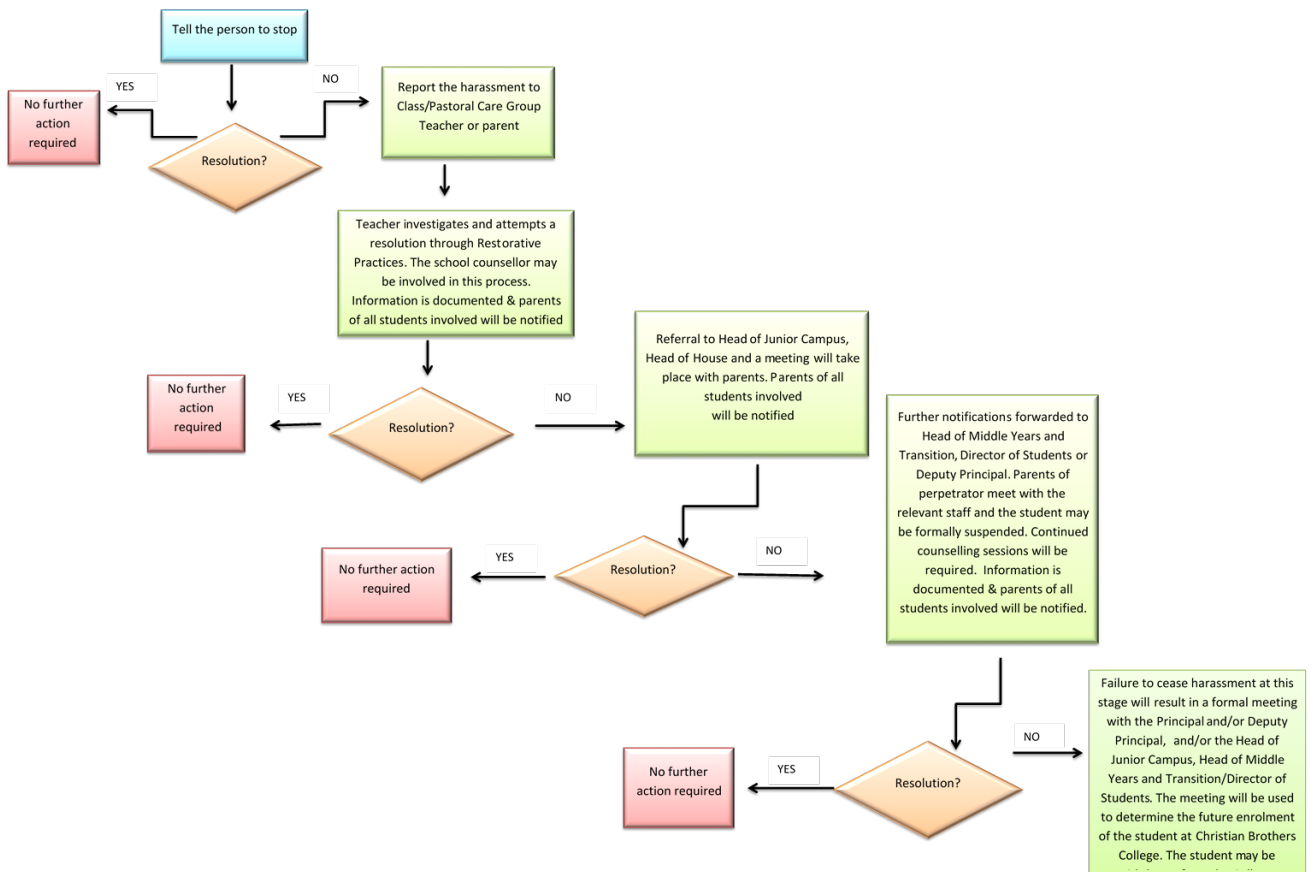 Tell the person to stop
YES
NO
No further
action
required
Resolution?
Report the harassment to
Class/Pastoral Care Group
Teacher or parent
Teacher investigates and attempts a
resolution through Restorative
Practices. The school counsellor may
be involved in this process.
Information is documented & parents
of all students involved will be notified
No further
action
required
YES
Resolution?
NO
Referral to Head of Junior Campus,
Head of House and a meeting will take
place with parents. Parents of all
students involved
will be notified
No further action
required
YES
Resolution?
NO
Further notifications forwarded to
Head of Middle Years and
Transition, Director of Students or
Deputy Principal. Parents of
perpetrator meet with the
relevant staff and the student may
be formally suspended. Continued
counselling sessions will be
required. Information is
documented & parents of all
students involved will be notified.
No further
action required
YES
Resolution?
NO
Failure to cease harassment at this
stage will result in a formal meeting
with the Principal and/or Deputy
Principal, and/or the Head of
Junior Campus, Head of Middle
Years and Transition/Director of
Students. The meeting will be used
to determine the future enrolment
of the student at Christian Brothers
College. The student may be